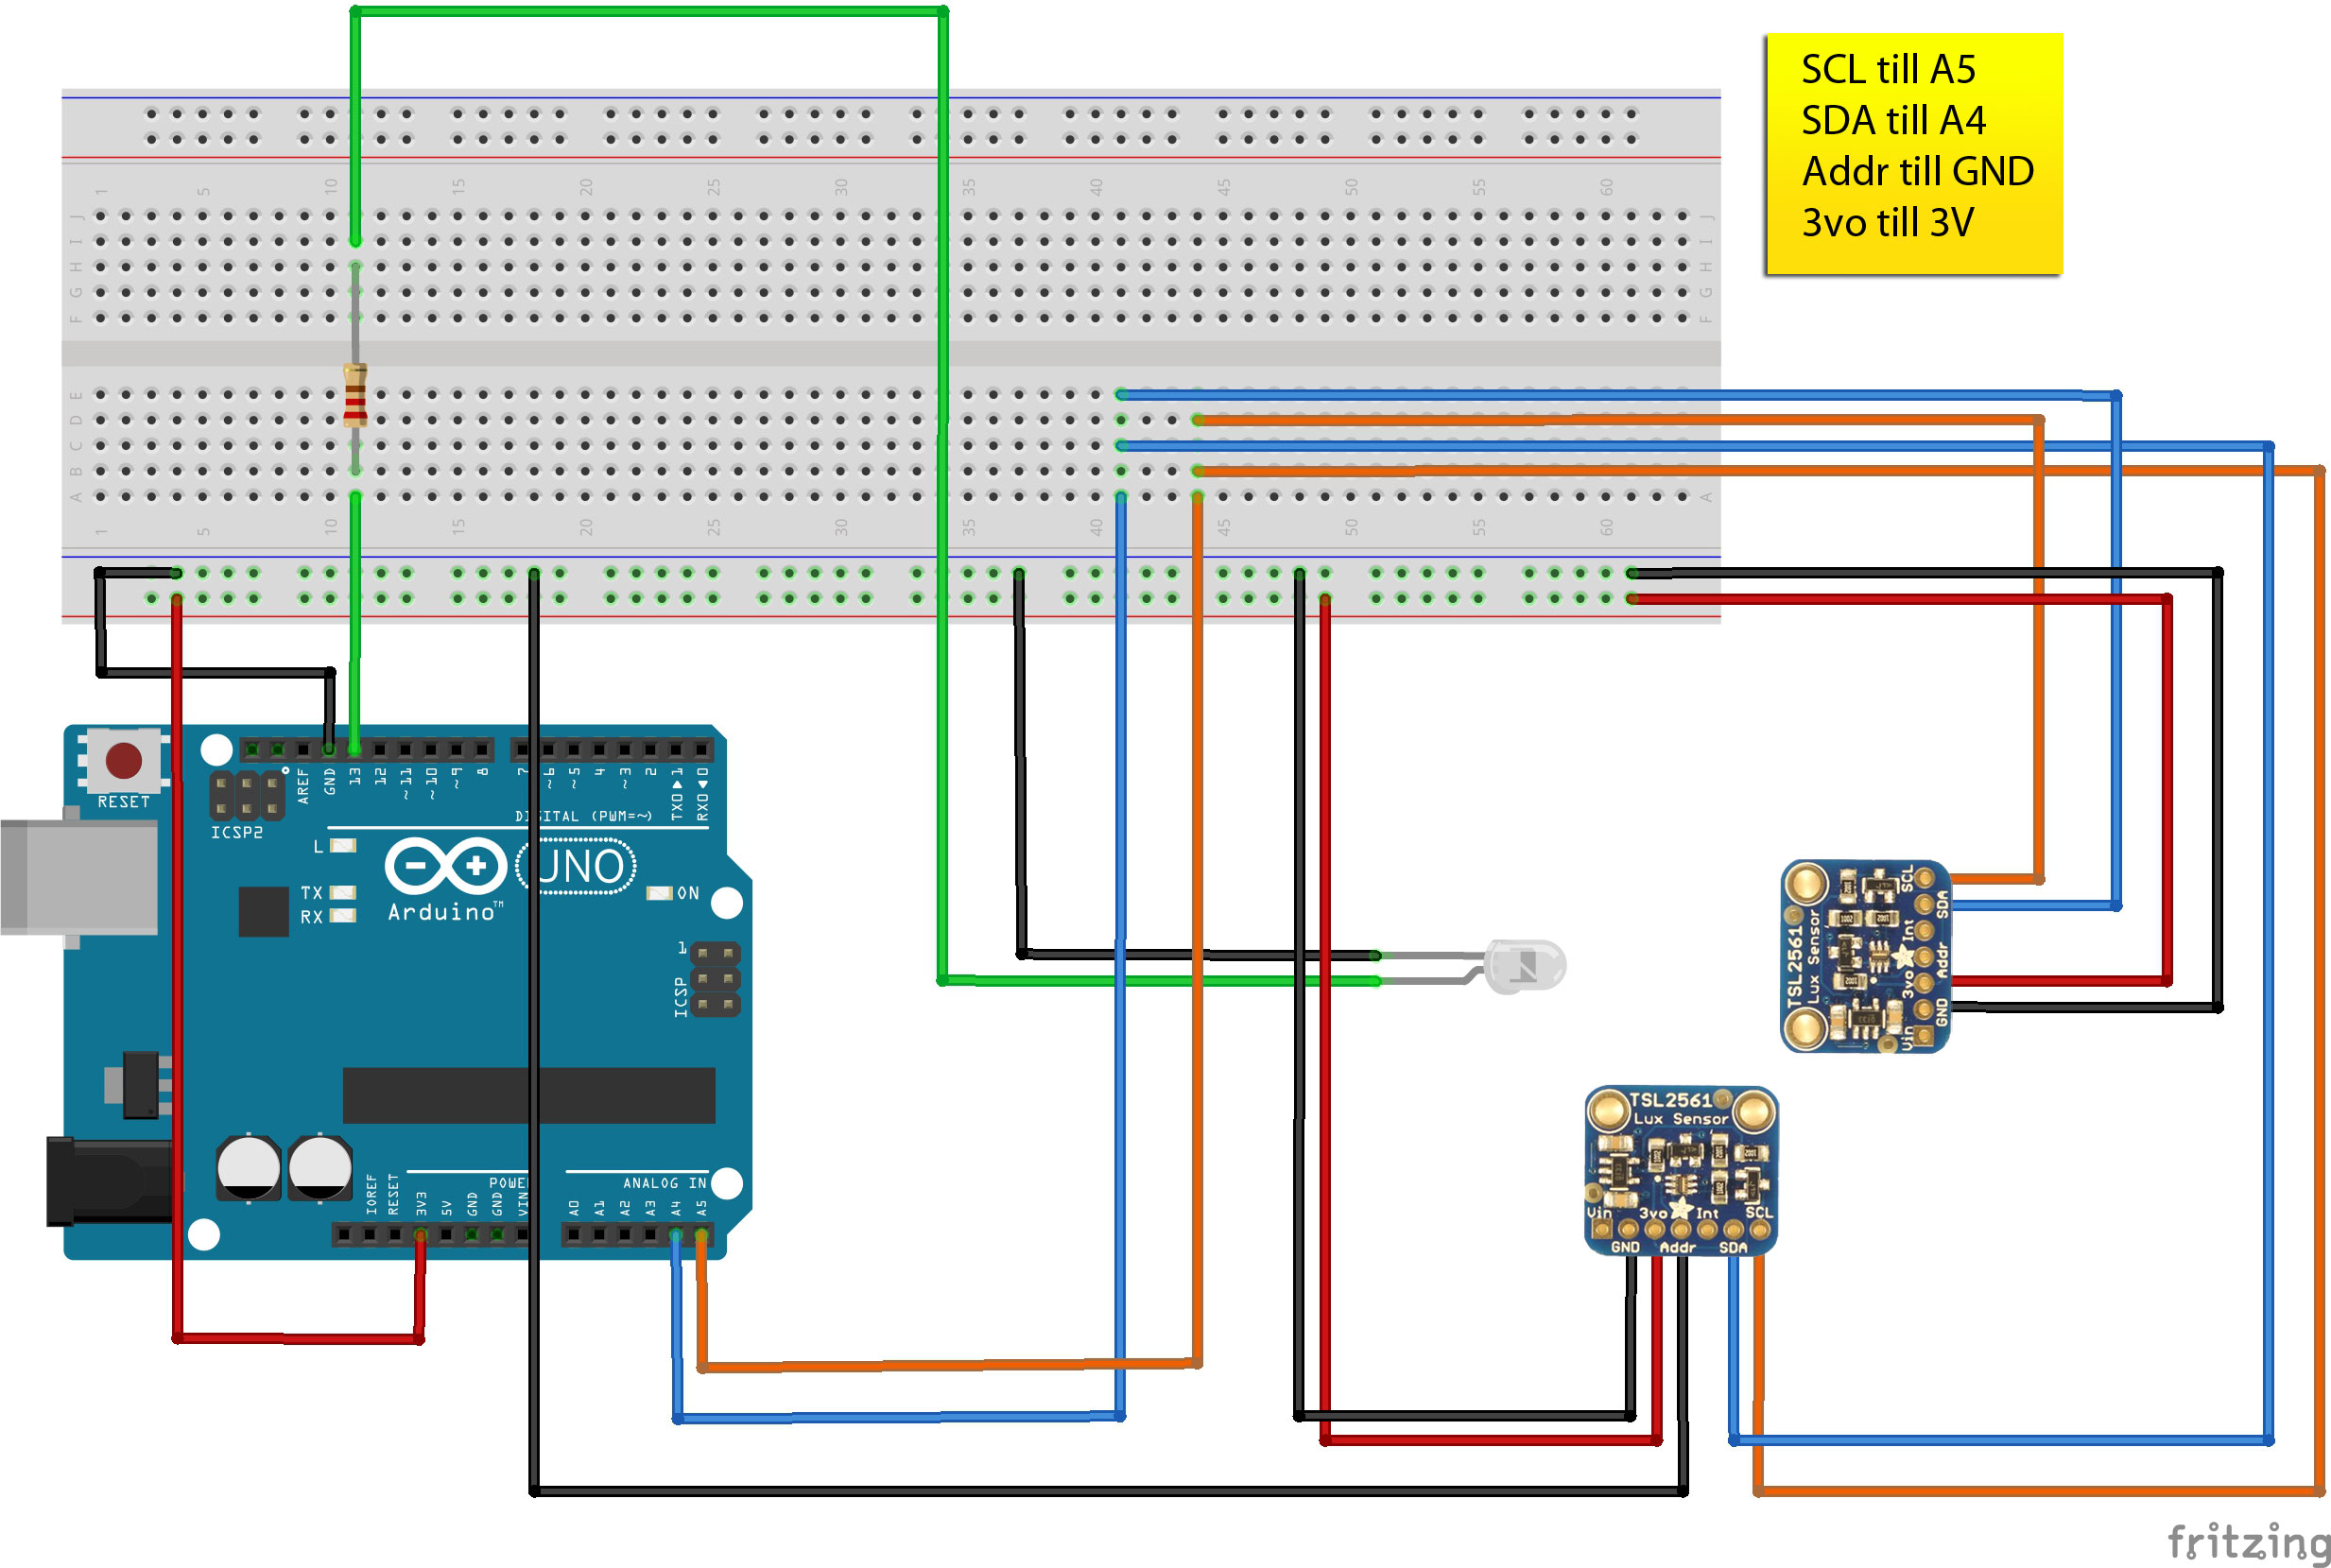 SCL till A5
SDA till A4
Addr till GND
3vo till 3V
1 5 10 15 20 25 30 35 40 45 50 55 60
J J
I I
H H
G G
F F
E
D
C
B
A A
1 5 10 15 20 25 30 35 40 45 50 55 60
RESET
ICSP2
AREF
GND
13
12
~11
~10
~9
8
7
~6
~5
4
~3
2
TX0▶1
RX0◀0
DIGITAL (PWM=~)
L
TX
RX
UNO
Arduino™
ON
1
ICSP
POWER
ANALOG IN
IOREF
RESET
3V3
5V
GND
GND
VIN
A0
A1
A2
A3
A4
A5
TSL2561
Lux Sensor
SCL
SDA
Int
Addr
3vo
GND
Vin
TSL2561
Lux Sensor
Vin
GND
3vo
Addr
Int
SDA
SCL
fritzing